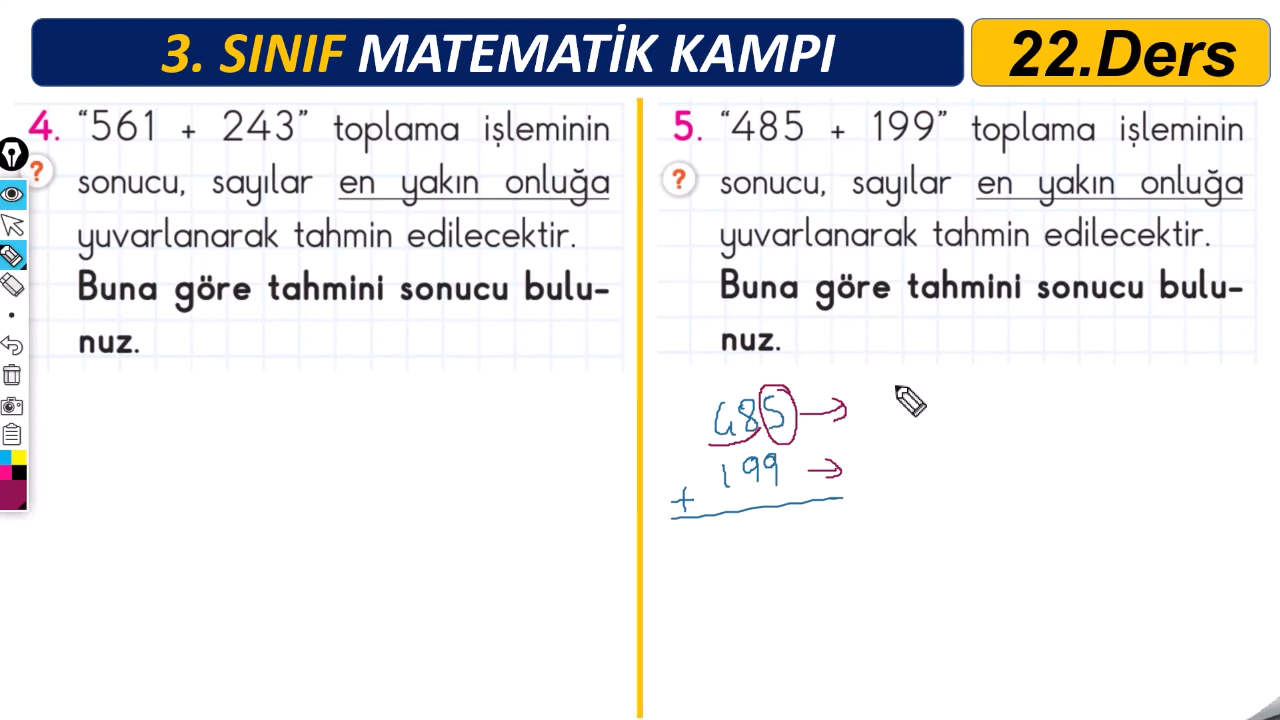 3. SINIF MATEMATİK KAMPI
22.Ders
4. “561 + 243” toplama işleminin
sonucu, sayılar en yakın onluğa
yuvarlanarak tahmin edilecektir.
Buna göre tahmini sonucu bulu-
nuz.
?
5. “485 + 199” toplama işleminin
sonucu, sayılar en yakın onluğa
yuvarlanarak tahmin edilecektir.
Buna göre tahmini sonucu bulu-
nuz.
?
485 →
199 →
+